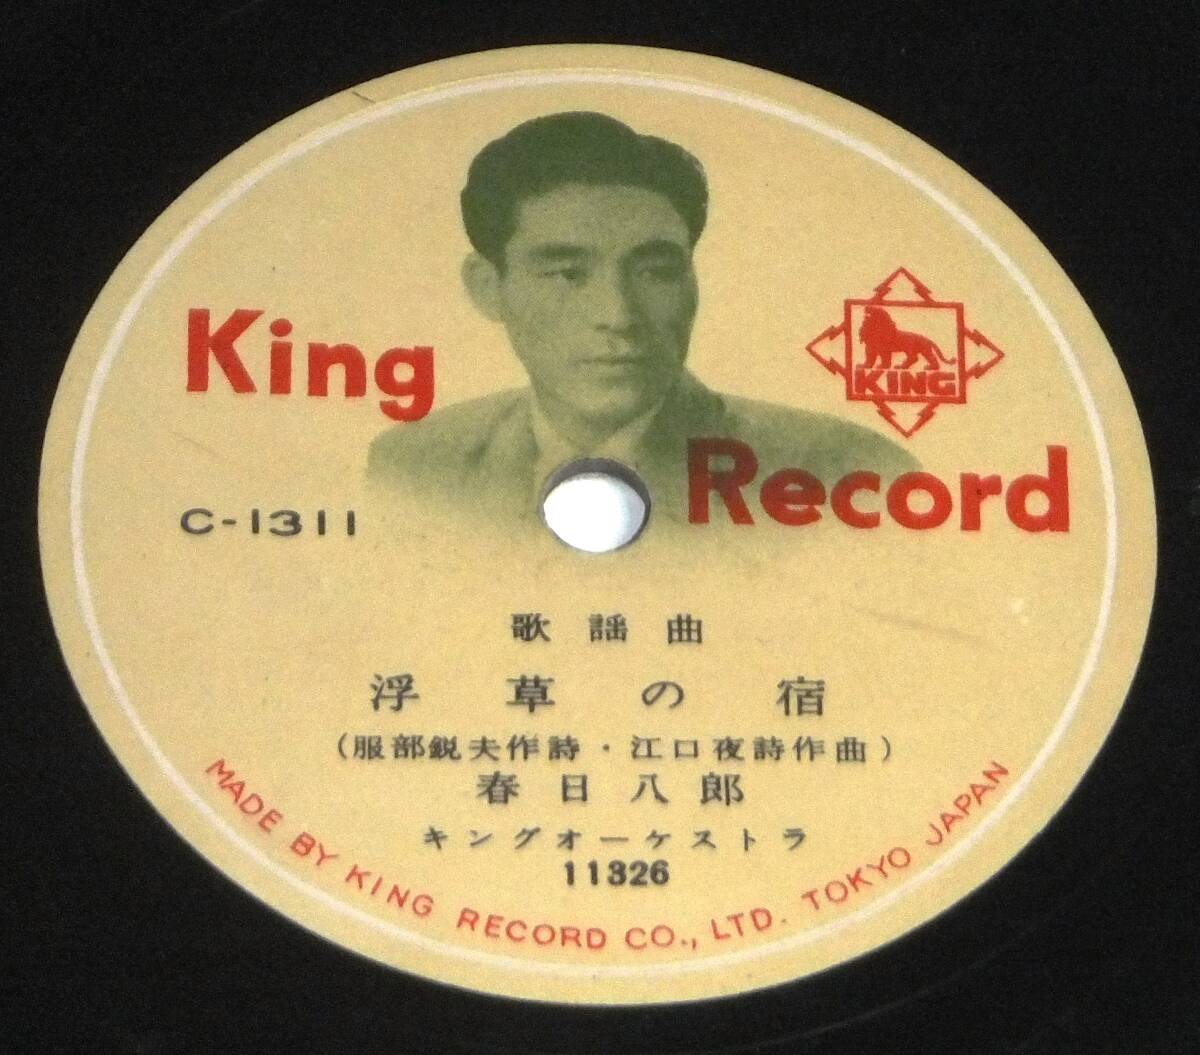 King
KING
Record
C-1311
歌謡曲
浮草の宿
(服部鋭夫作詩・江口夜詩作曲)
春日八郎
キングオーケストラ
11326
MADE BY KING RECORD CO., LTD. TOKYO JAPAN